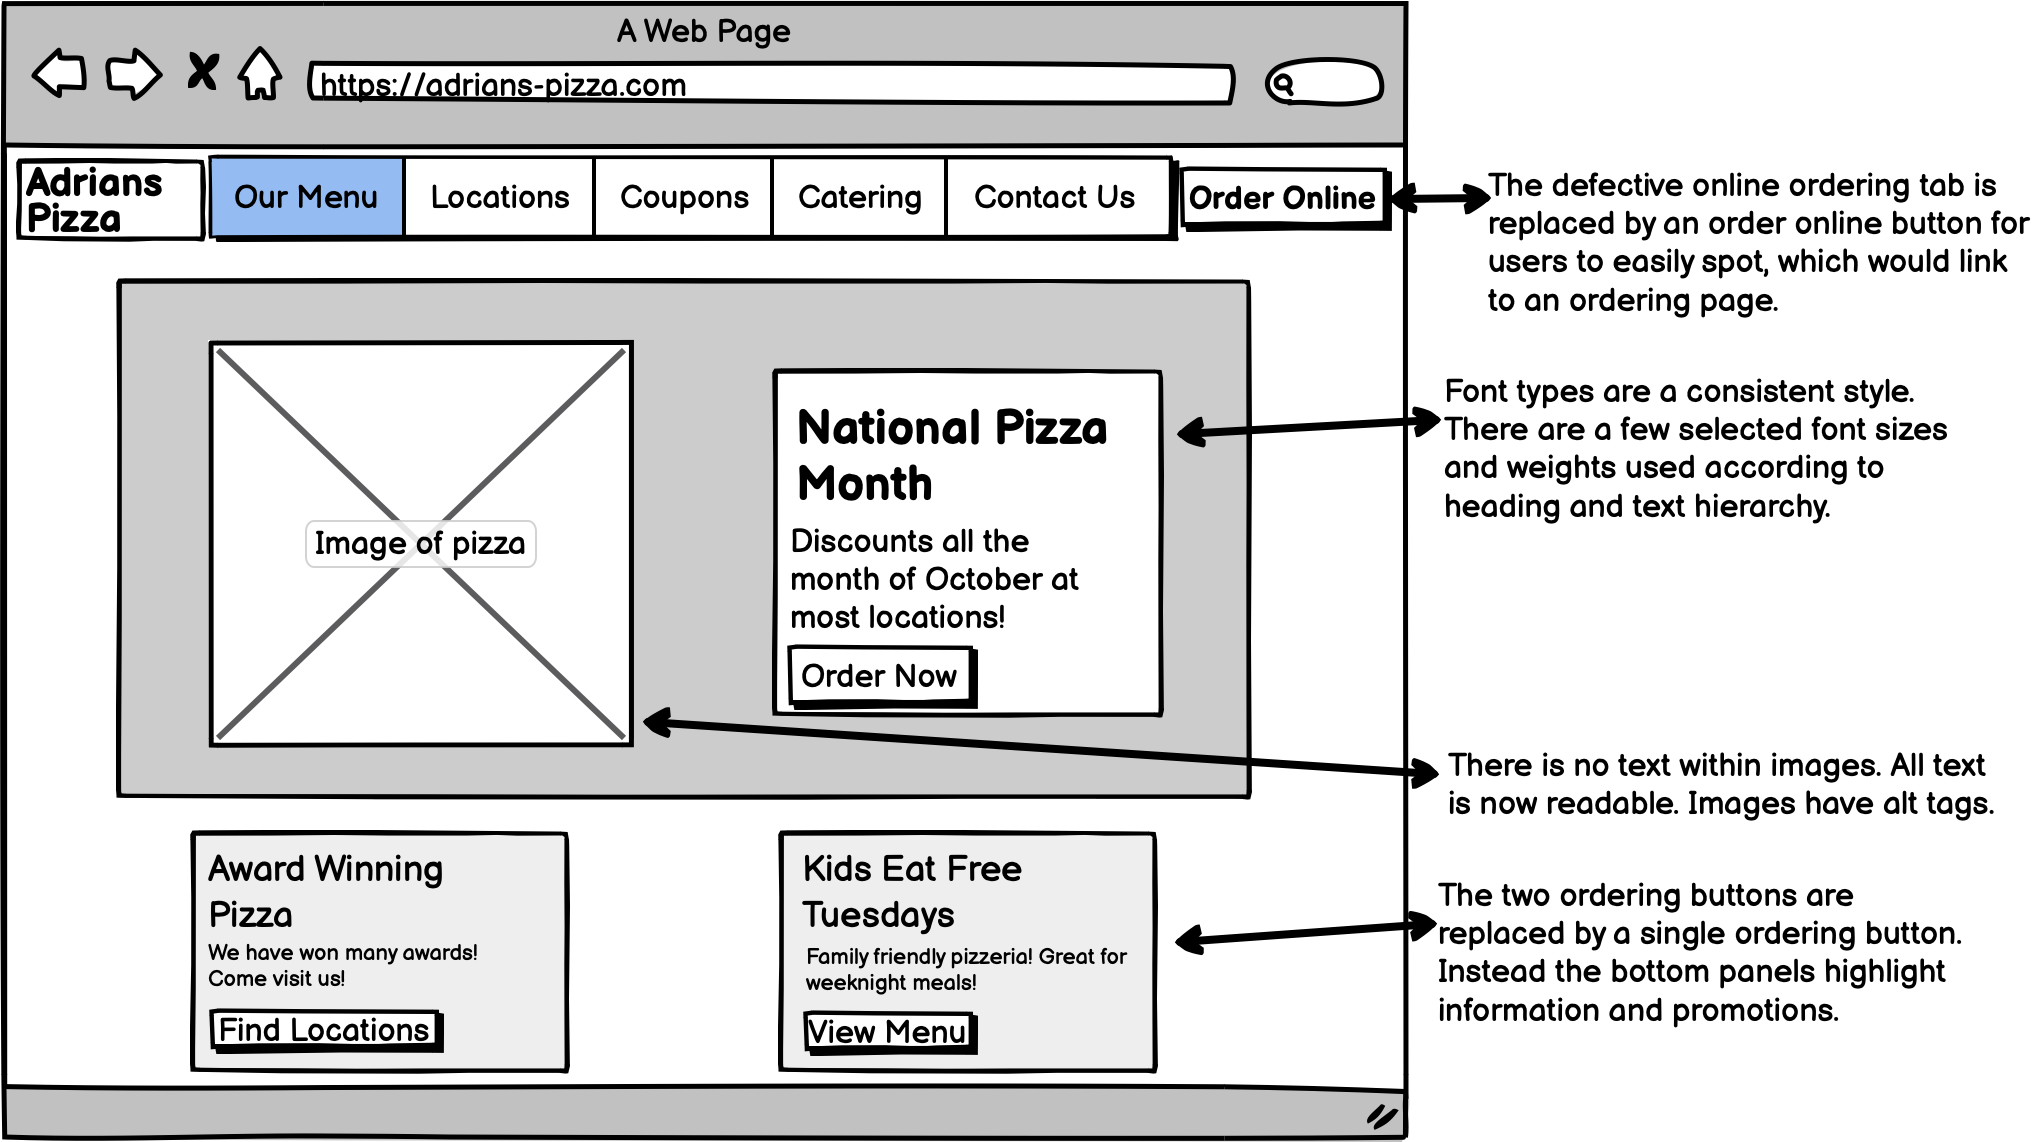 A Web Page
https://adrians-pizza.com
Adrians
Pizza
Our Menu
Locations
Coupons
Catering
Contact Us
Order Online
The defective online ordering tab is
replaced by an order online button for
users to easily spot, which would link
to an ordering page.
Image of pizza
National Pizza
Month
Discounts all the
month of October at
most locations!
Order Now
Font types are a consistent style.
There are a few selected font sizes
and weights used according to
heading and text hierarchy.
There is no text within images. All text
is now readable. Images have alt tags.
Award Winning
Pizza
We have won many awards!
Come visit us!
Find Locations
Kids Eat Free
Tuesdays
Family friendly pizzeria! Great for
weeknight meals!
View Menu
The two ordering buttons are
replaced by a single ordering button.
Instead the bottom panels highlight
information and promotions.